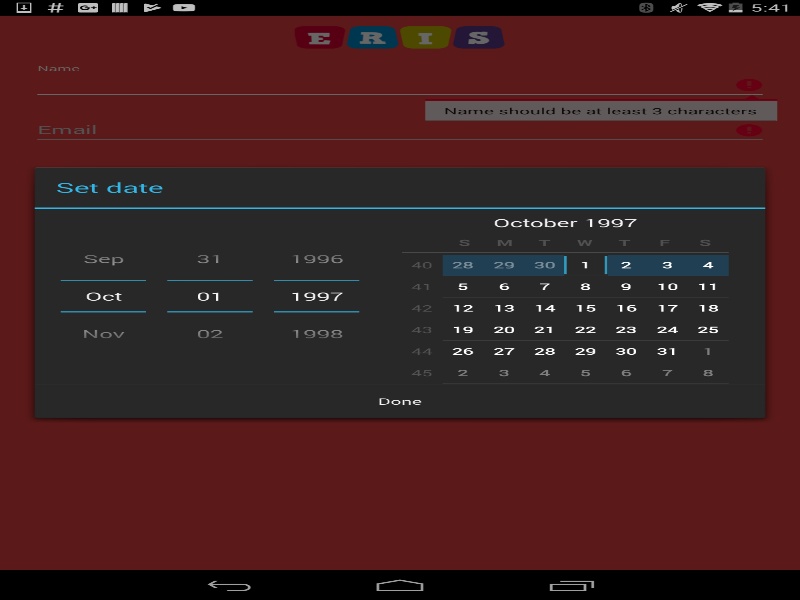 5:41
E R I S
Name
Name should be at least 3 characters
Email
Set date
October 1997
S M T W T F S
Sep 31 1996
Oct 01 1997
Nov 02 1998
40 28 29 30 1 2 3 4
41 5 6 7 8 9 10 11
42 12 13 14 15 16 17 18
43 19 20 21 22 23 24 25
44 26 27 28 29 30 31 1
45 2 3 4 5 6 7 8
Done